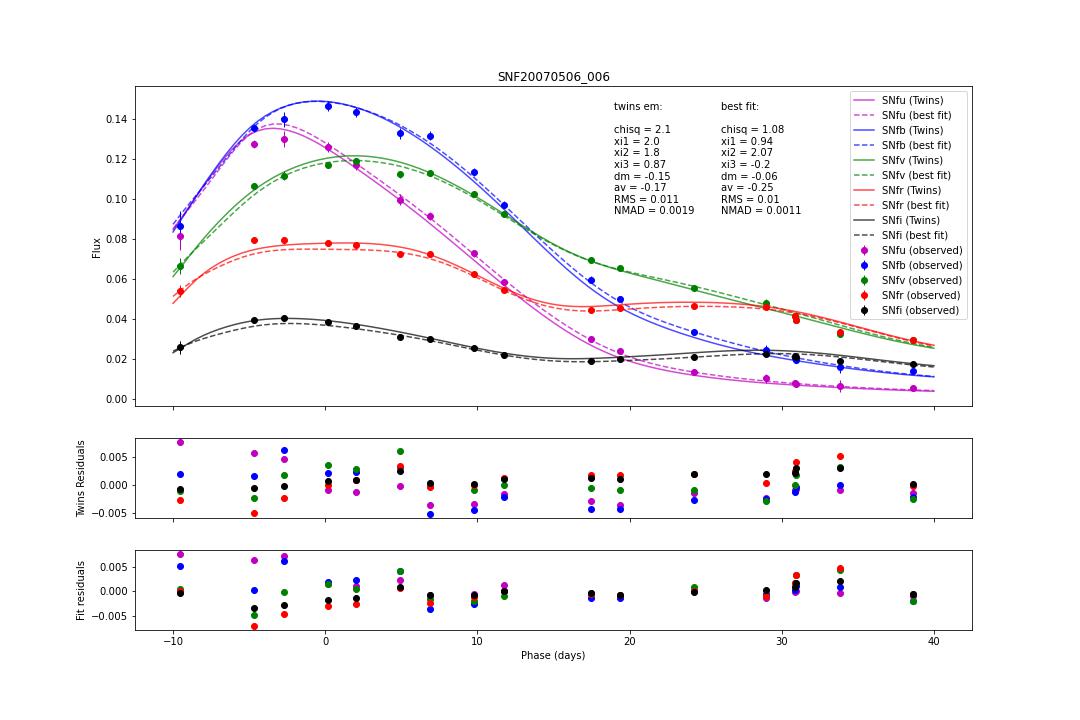 SNF20070506_006
Flux
0.00
0.02
0.04
0.06
0.08
0.10
0.12
0.14
twins em:
chisq = 2.1
xi1 = 2.0
xi2 = 1.8
xi3 = 0.87
dm = -0.15
av = -0.17
RMS = 0.011
NMAD = 0.0019
best fit:
chisq = 1.08
xi1 = 0.94
xi2 = 2.07
xi3 = -0.2
dm = -0.06
av = -0.25
RMS = 0.01
NMAD = 0.0011
SNfu (Twins)
SNfu (best fit)
SNfb (Twins)
SNfb (best fit)
SNfv (Twins)
SNfv (best fit)
SNfr (Twins)
SNfr (best fit)
SNfi (Twins)
SNfi (best fit)
SNfu (observed)
SNfb (observed)
SNfv (observed)
SNfr (observed)
SNfi (observed)
Twins Residuals
0.005
0.000
−0.005
Fit residuals
0.005
0.000
−0.005
−10
0
10
20
30
40
Phase (days)